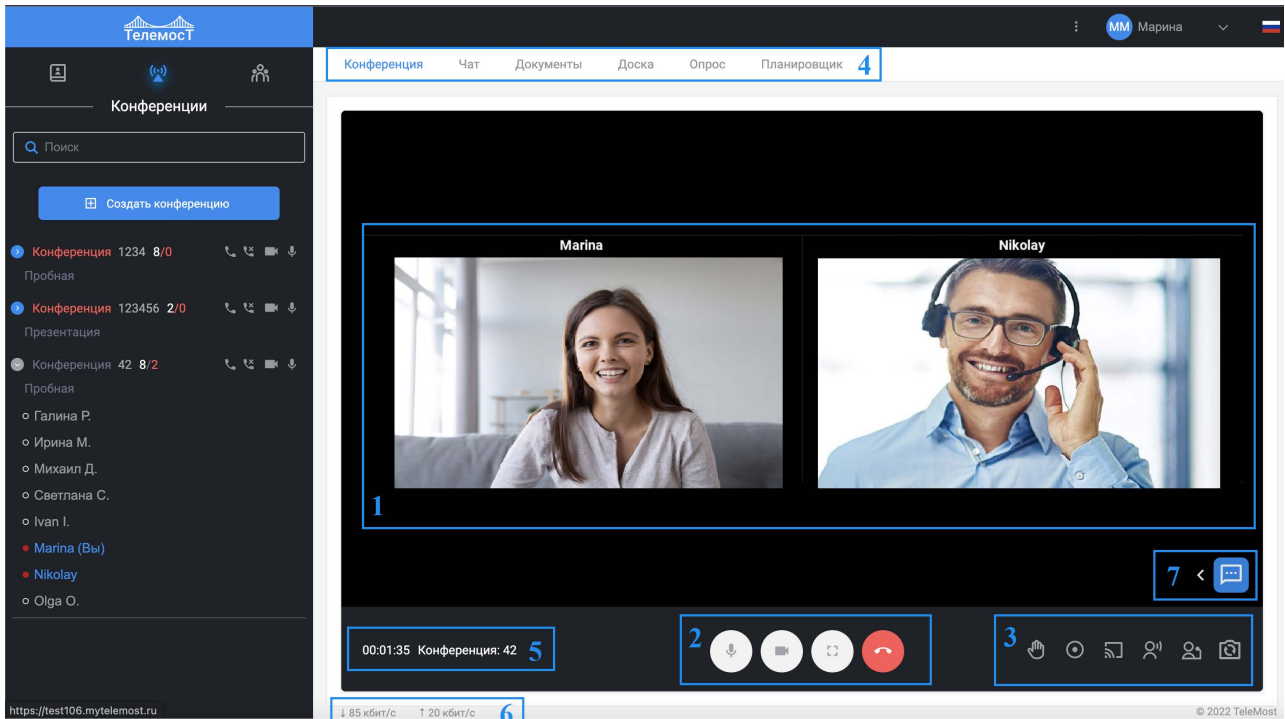 ТелемосТ
ММ Марина
Конференция Чат Документы Доска Опрос Планировщик 4
Конференции
Поиск
Создать конференцию
Конференция 1234 8/0
Пробная
Конференция 123456 2/0
Презентация
Конференция 42 8/2
Пробная
Галина Р.
Ирина М.
Михаил Д.
Светлана С.
Ivan I.
Marina (Вы)
Nikolay
Olga O.
https://test106.mytelemost.ru
Marina Nikolay
1
7
00:01:35 Конференция: 42 5
2
3
↓ 85 кбит/с ↑ 20 кбит/с 6
© 2022 TeleMost